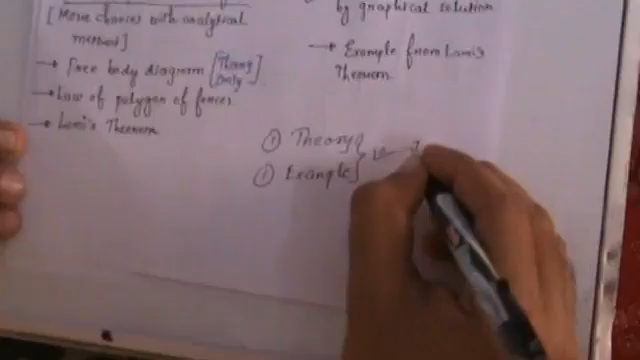 [More chances with analytical
method]
→ Free body diagram [Theory
Only]
→ Law of polygon of forces
→ Lami's Theorem
by graphical solution
→ Example from Lami's
Theorem
① Theory
① Example